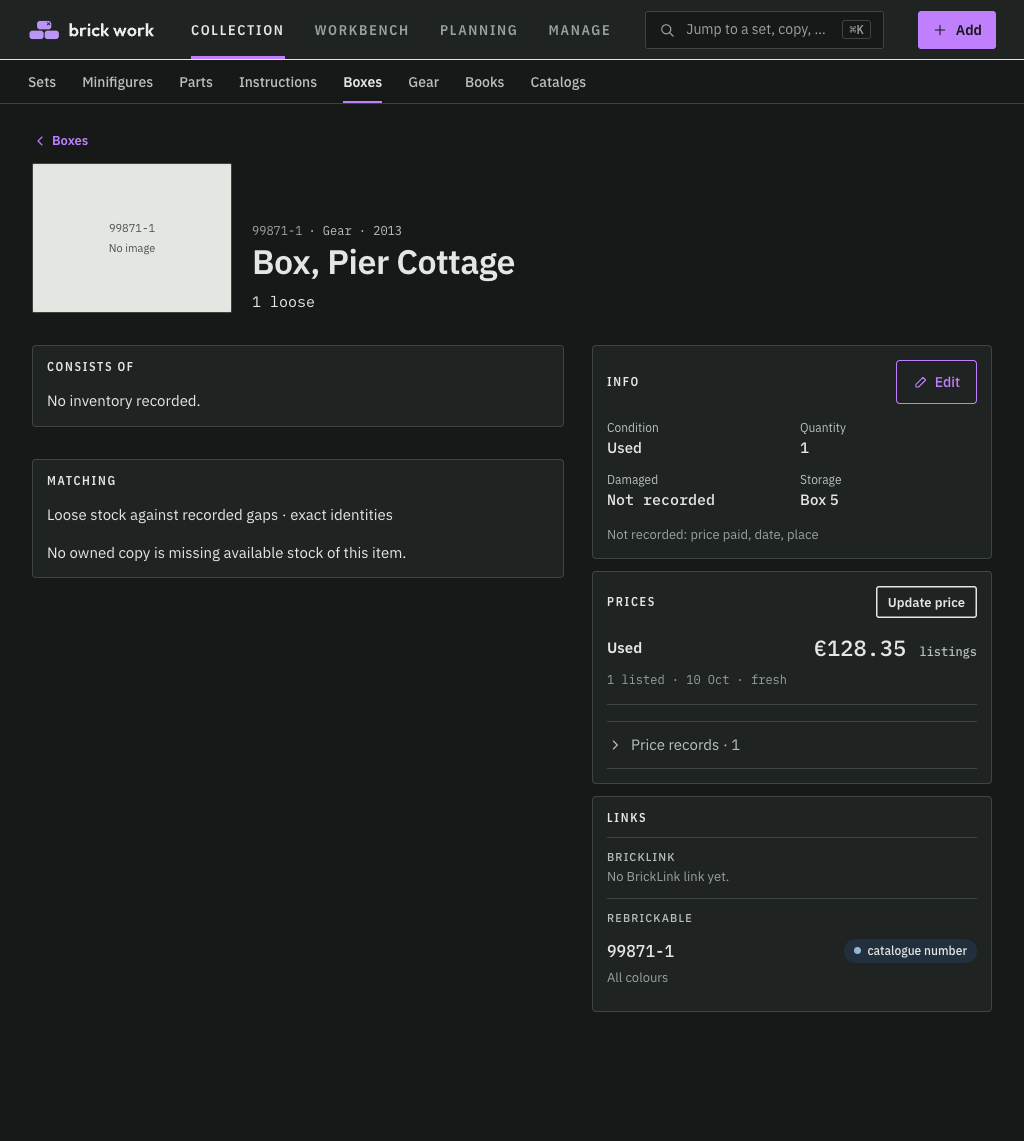 brick work
COLLECTION
WORKBENCH
PLANNING
MANAGE
Jump to a set, copy, ...
⌘K
Add
Sets
Minifigures
Parts
Instructions
Boxes
Gear
Books
Catalogs
Boxes
99871-1
No image
99871-1 · Gear · 2013
Box, Pier Cottage
1 loose
CONSISTS OF
No inventory recorded.
MATCHING
Loose stock against recorded gaps · exact identities
No owned copy is missing available stock of this item.
INFO
Edit
Condition
Quantity
Used
1
Damaged
Storage
Not recorded
Box 5
Not recorded: price paid, date, place
PRICES
Update price
Used
€128.35 listings
1 listed · 10 Oct · fresh
Price records · 1
LINKS
BRICKLINK
No BrickLink link yet.
REBRICKABLE
99871-1
catalogue number
All colours